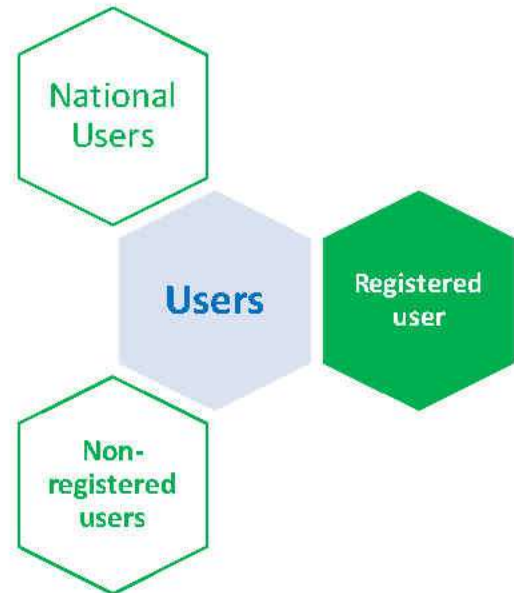 National
Users
Users
Registered
user
Non-
registered
users